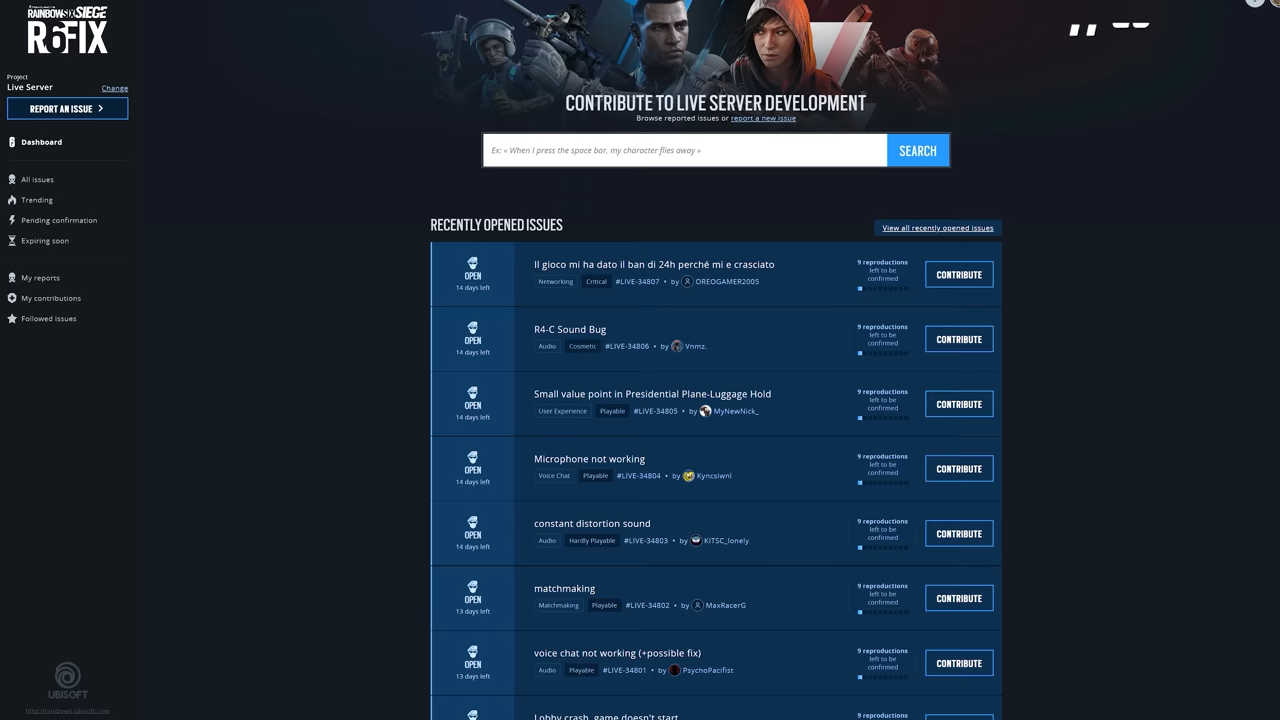 RAINBOWSIXSIEGE
R6FIX
Project
Live Server
Change
REPORT AN ISSUE
Dashboard
All issues
Trending
Pending confirmation
Expiring soon
My reports
My contributions
Followed issues
UBISOFT
http://rainbow6.ubisoft.com
CONTRIBUTE TO LIVE SERVER DEVELOPMENT
Browse reported issues or report a new issue
Ex: « When I press the space bar, my character flies away »
SEARCH
RECENTLY OPENED ISSUES
View all recently opened issues
OPEN
14 days left
Il gioco mi ha dato il ban di 24h perché mi e crasciato
Networking Critical #LIVE-34807 • by OREOGAMER2005
9 reproductions
left to be
confirmed
CONTRIBUTE
OPEN
14 days left
R4-C Sound Bug
Audio Cosmetic #LIVE-34806 • by Vnmz.
9 reproductions
left to be
confirmed
CONTRIBUTE
OPEN
14 days left
Small value point in Presidential Plane-Luggage Hold
User Experience Playable #LIVE-34805 • by MyNewNick_
9 reproductions
left to be
confirmed
CONTRIBUTE
OPEN
14 days left
Microphone not working
Voice Chat Playable #LIVE-34804 • by Kyncsiwnl
9 reproductions
left to be
confirmed
CONTRIBUTE
OPEN
14 days left
constant distortion sound
Audio Hardly Playable #LIVE-34803 • by KITSC_lonely
9 reproductions
left to be
confirmed
CONTRIBUTE
OPEN
13 days left
matchmaking
Matchmaking Playable #LIVE-34802 • by MaxRacerG
9 reproductions
left to be
confirmed
CONTRIBUTE
OPEN
13 days left
voice chat not working (+possible fix)
Audio Playable #LIVE-34801 • by PsychoPacifist
9 reproductions
left to be
confirmed
CONTRIBUTE
Lobby crash, game doesn't start
9 reproductions